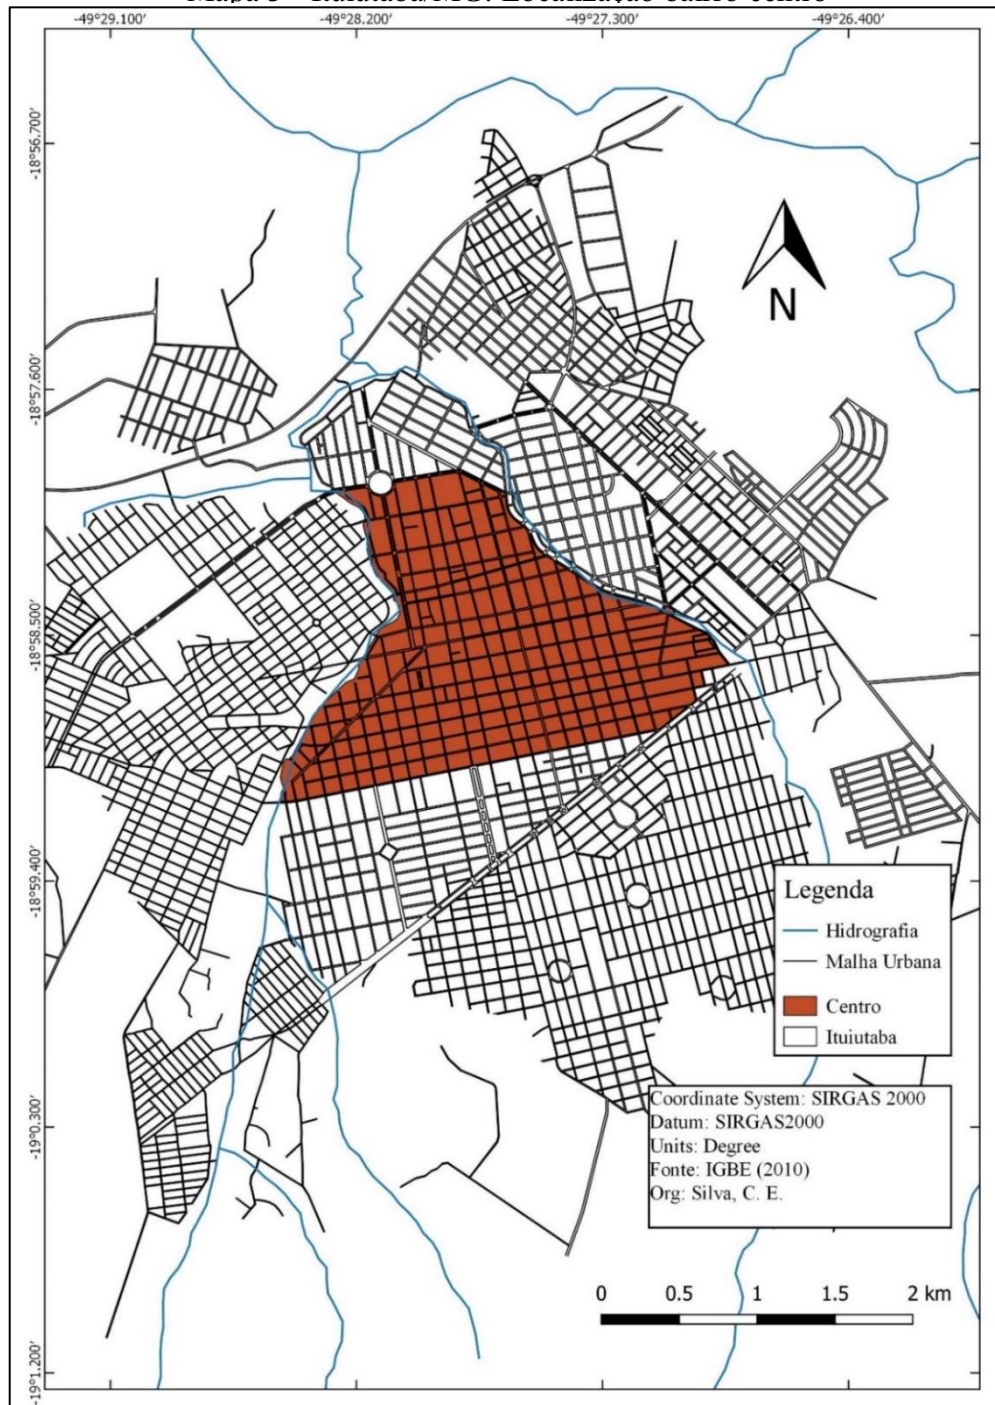 -49°29.100' -49°28.200' -49°27.300' -49°26.400'
-18°56.700'
-18°57.600'
-18°58.500'
-18°59.400'
-19°0.300'
-19°1.200'
N
Legenda
Hidrografia
Malha Urbana
Centro
Ituiutaba
Coordinate System: SIRGAS 2000
Datum: SIRGAS2000
Units: Degree
Fonte: IGBE (2010)
Org: Silva, C. E.
0 0.5 1 1.5 2 km